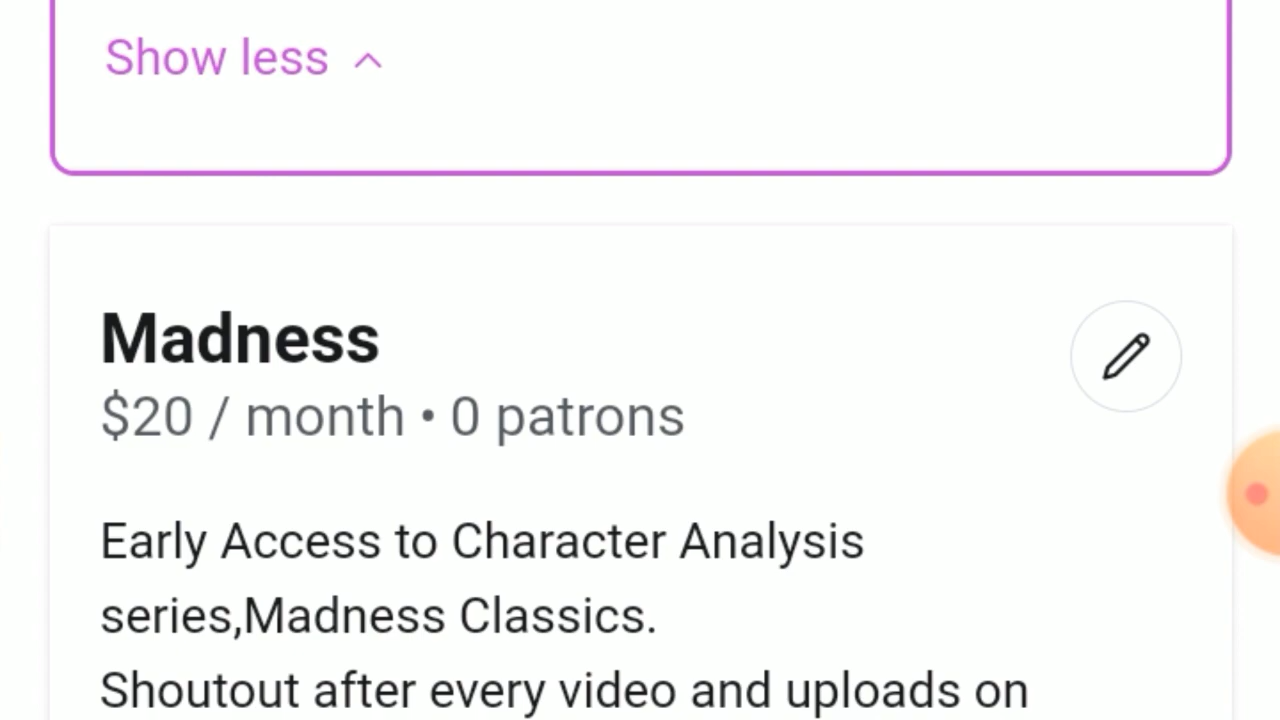 Show less
Madness
$20 / month • 0 patrons
Early Access to Character Analysis
series,Madness Classics.
Shoutout after every video and uploads on